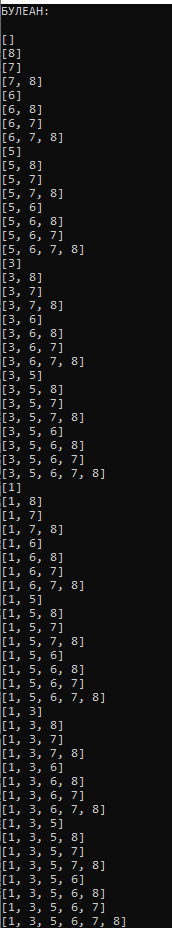 БУЛЕАН:
[]
[8]
[7]
[7, 8]
[6]
[6, 8]
[6, 7]
[6, 7, 8]
[5]
[5, 8]
[5, 7]
[5, 7, 8]
[5, 6]
[5, 6, 8]
[5, 6, 7]
[5, 6, 7, 8]
[3]
[3, 8]
[3, 7]
[3, 7, 8]
[3, 6]
[3, 6, 8]
[3, 6, 7]
[3, 6, 7, 8]
[3, 5]
[3, 5, 8]
[3, 5, 7]
[3, 5, 7, 8]
[3, 5, 6]
[3, 5, 6, 8]
[3, 5, 6, 7]
[3, 5, 6, 7, 8]
[1]
[1, 8]
[1, 7]
[1, 7, 8]
[1, 6]
[1, 6, 8]
[1, 6, 7]
[1, 6, 7, 8]
[1, 5]
[1, 5, 8]
[1, 5, 7]
[1, 5, 7, 8]
[1, 5, 6]
[1, 5, 6, 8]
[1, 5, 6, 7]
[1, 5, 6, 7, 8]
[1, 3]
[1, 3, 8]
[1, 3, 7]
[1, 3, 7, 8]
[1, 3, 6]
[1, 3, 6, 8]
[1, 3, 6, 7]
[1, 3, 6, 7, 8]
[1, 3, 5]
[1, 3, 5, 8]
[1, 3, 5, 7]
[1, 3, 5, 7, 8]
[1, 3, 5, 6]
[1, 3, 5, 6, 8]
[1, 3, 5, 6, 7]
[1, 3, 5, 6, 7, 8]